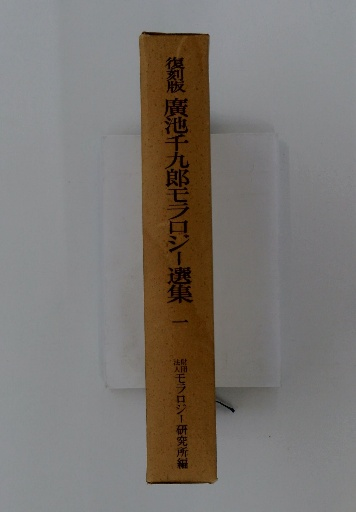 復刻版
廣池千九郎モラロジー選集 一
財団法人 モラロジー研究所編